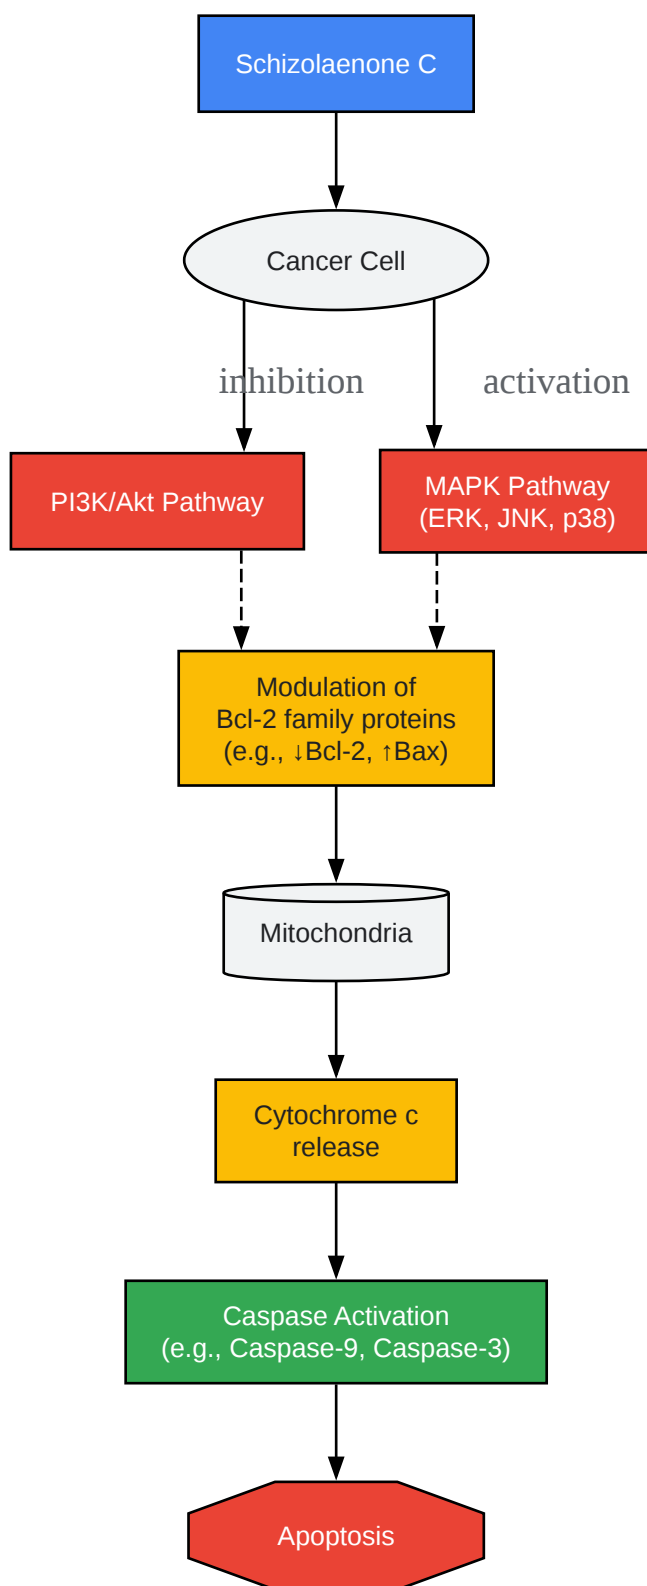 Schizolaenone C
Cancer Cell
inhibition
activation
PI3K/Akt Pathway
MAPK Pathway
(ERK, JNK, p38)
Modulation of
Bcl-2 family proteins
(e.g., ↓Bcl-2, ↑Bax)
Mitochondria
Cytochrome c
release
Caspase Activation
(e.g., Caspase-9, Caspase-3)
Apoptosis